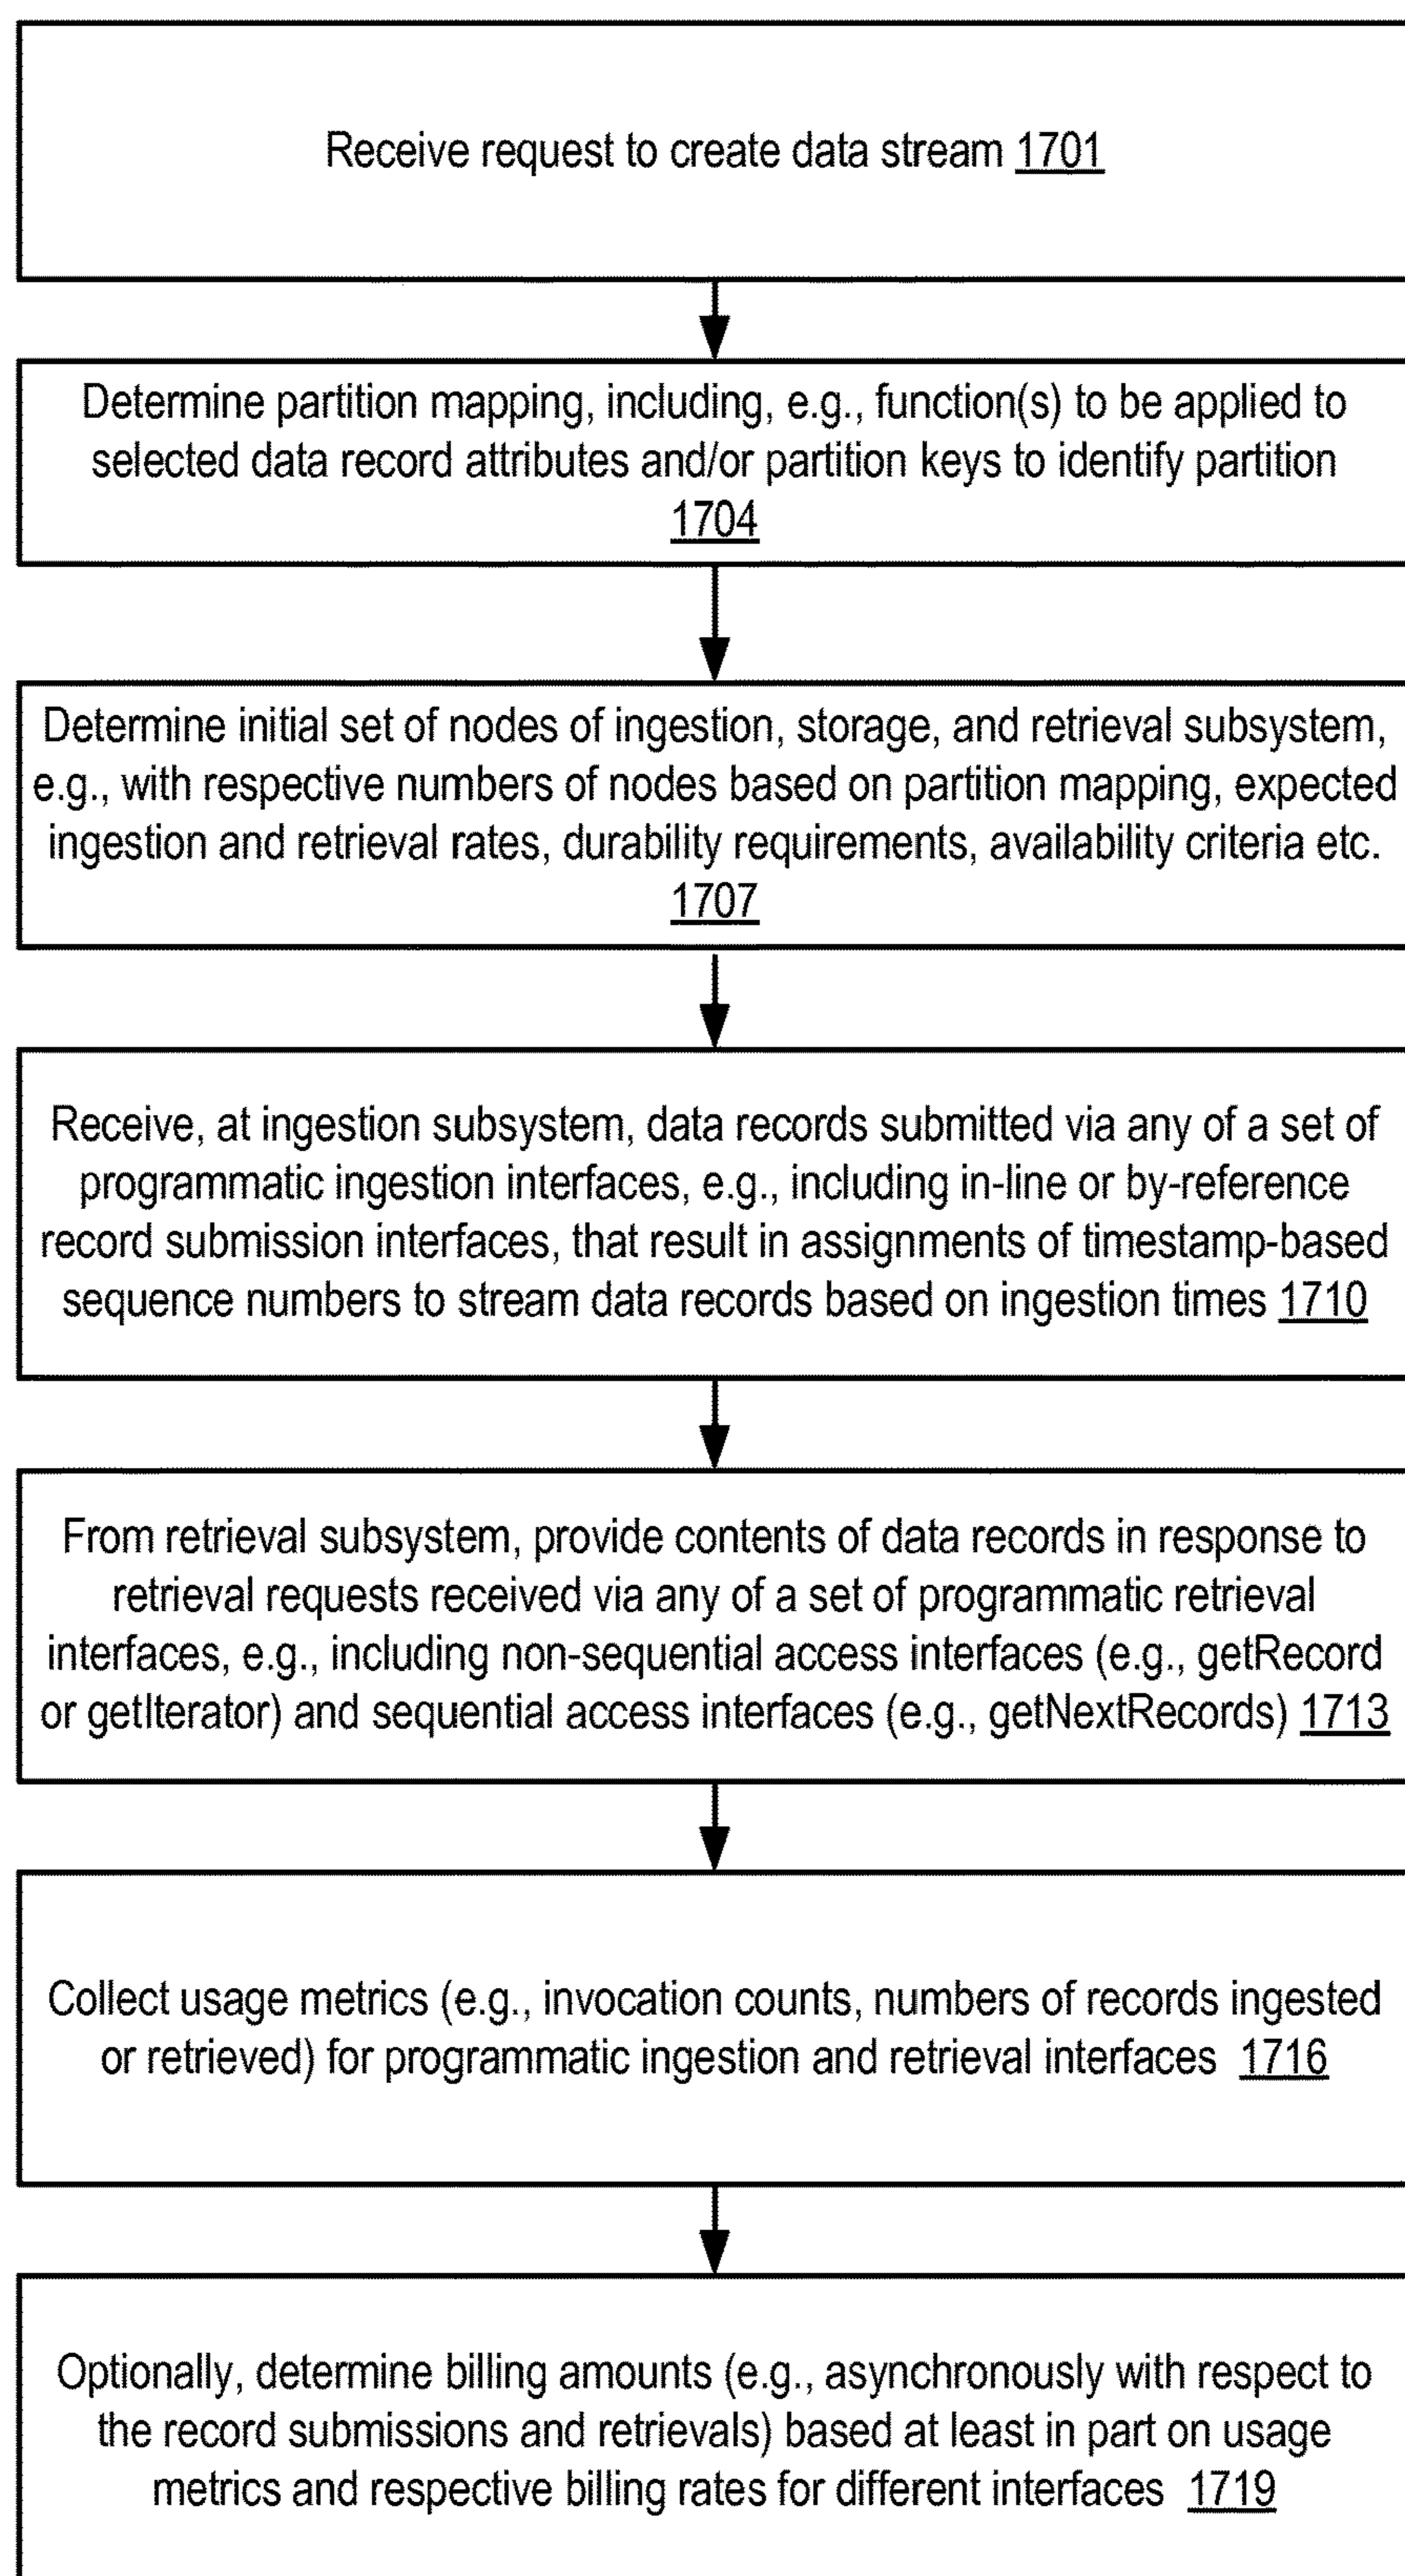 Receive request to create data stream 1701
Determine partition mapping, including, e.g., function(s) to be applied to
selected data record attributes and/or partition keys to identify partition
1704
Determine initial set of nodes of ingestion, storage, and retrieval subsystem,
e.g., with respective numbers of nodes based on partition mapping, expected
ingestion and retrieval rates, durability requirements, availability criteria etc.
1707
Receive, at ingestion subsystem, data records submitted via any of a set of
programmatic ingestion interfaces, e.g., including in-line or by-reference
record submission interfaces, that result in assignments of timestamp-based
sequence numbers to stream data records based on ingestion times 1710
From retrieval subsystem, provide contents of data records in response to
retrieval requests received via any of a set of programmatic retrieval
interfaces, e.g., including non-sequential access interfaces (e.g., getRecord
or getIterator) and sequential access interfaces (e.g., getNextRecords) 1713
Collect usage metrics (e.g., invocation counts, numbers of records ingested
or retrieved) for programmatic ingestion and retrieval interfaces 1716
Optionally, determine billing amounts (e.g., asynchronously with respect to
the record submissions and retrievals) based at least in part on usage
metrics and respective billing rates for different interfaces 1719